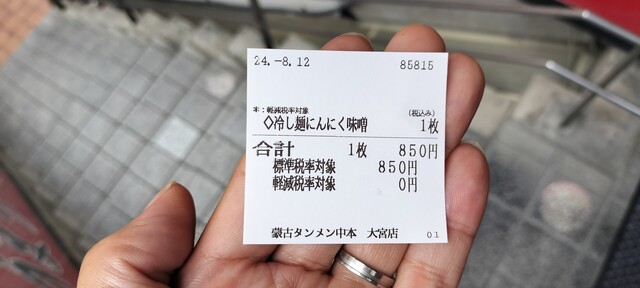 24.-8.12 85815
※:軽減税率対象 (税込み)
◇冷し麺にんにく味噌 1枚
合計 1枚 850円
標準税率対象 850円
軽減税率対象 0円
蒙古タンメン中本 大宮店 01